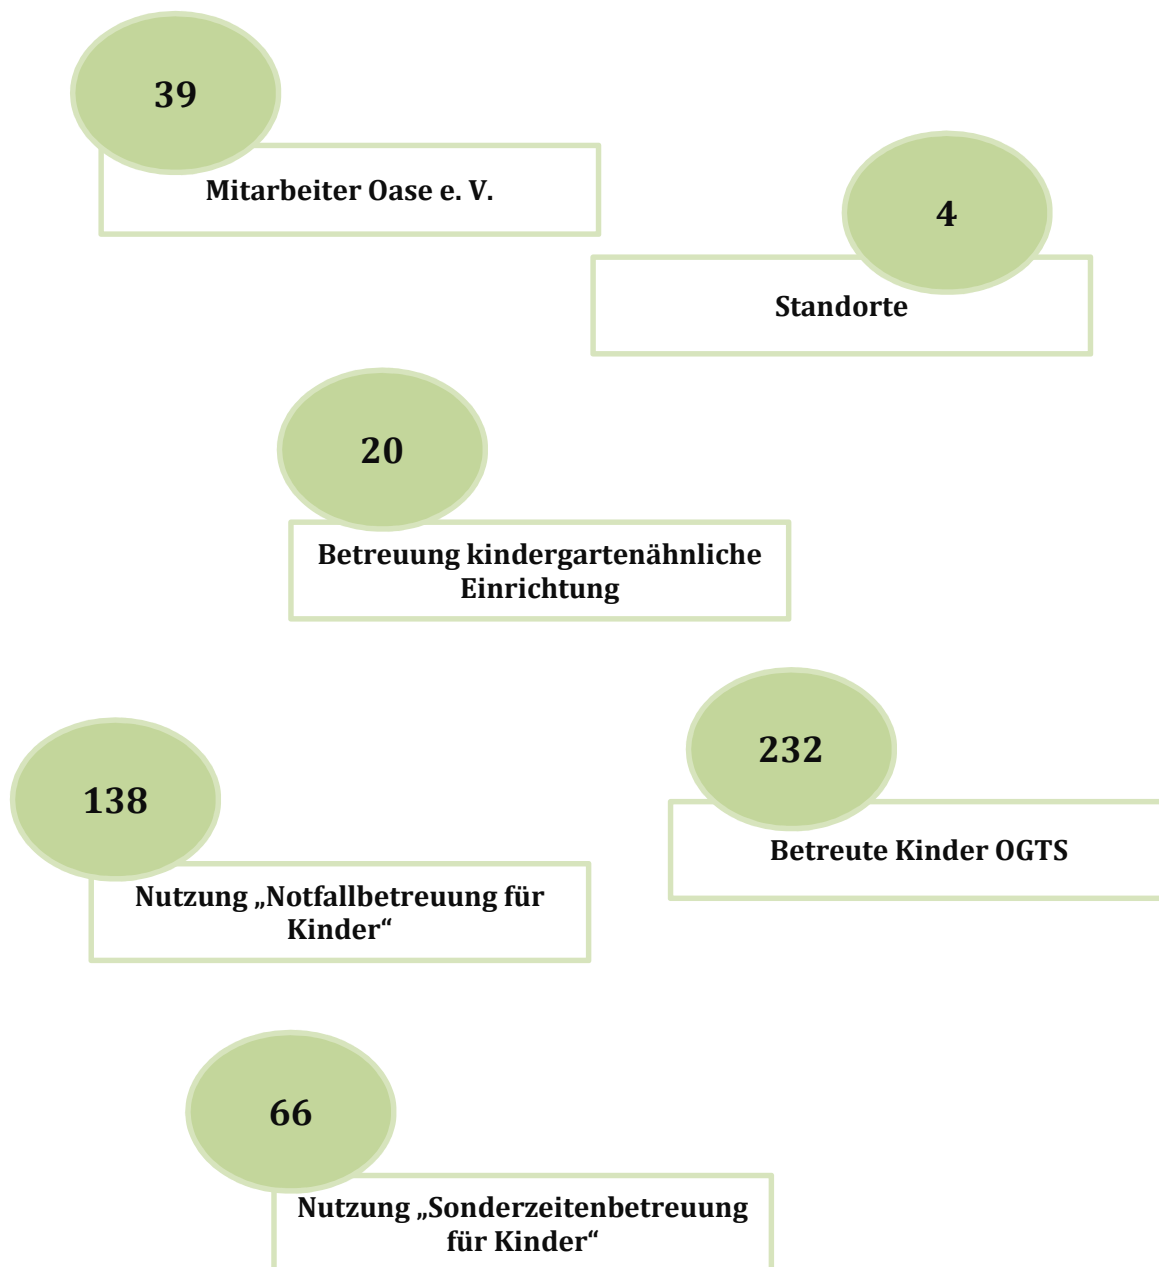 39
Mitarbeiter Oase e. V.
4
Standorte
20
Betreuung kindergartenähnliche
Einrichtung
232
Betreute Kinder OGTS
138
Nutzung „Notfallbetreuung für
Kinder“
66
Nutzung „Sonderzeitenbetreuung
für Kinder“